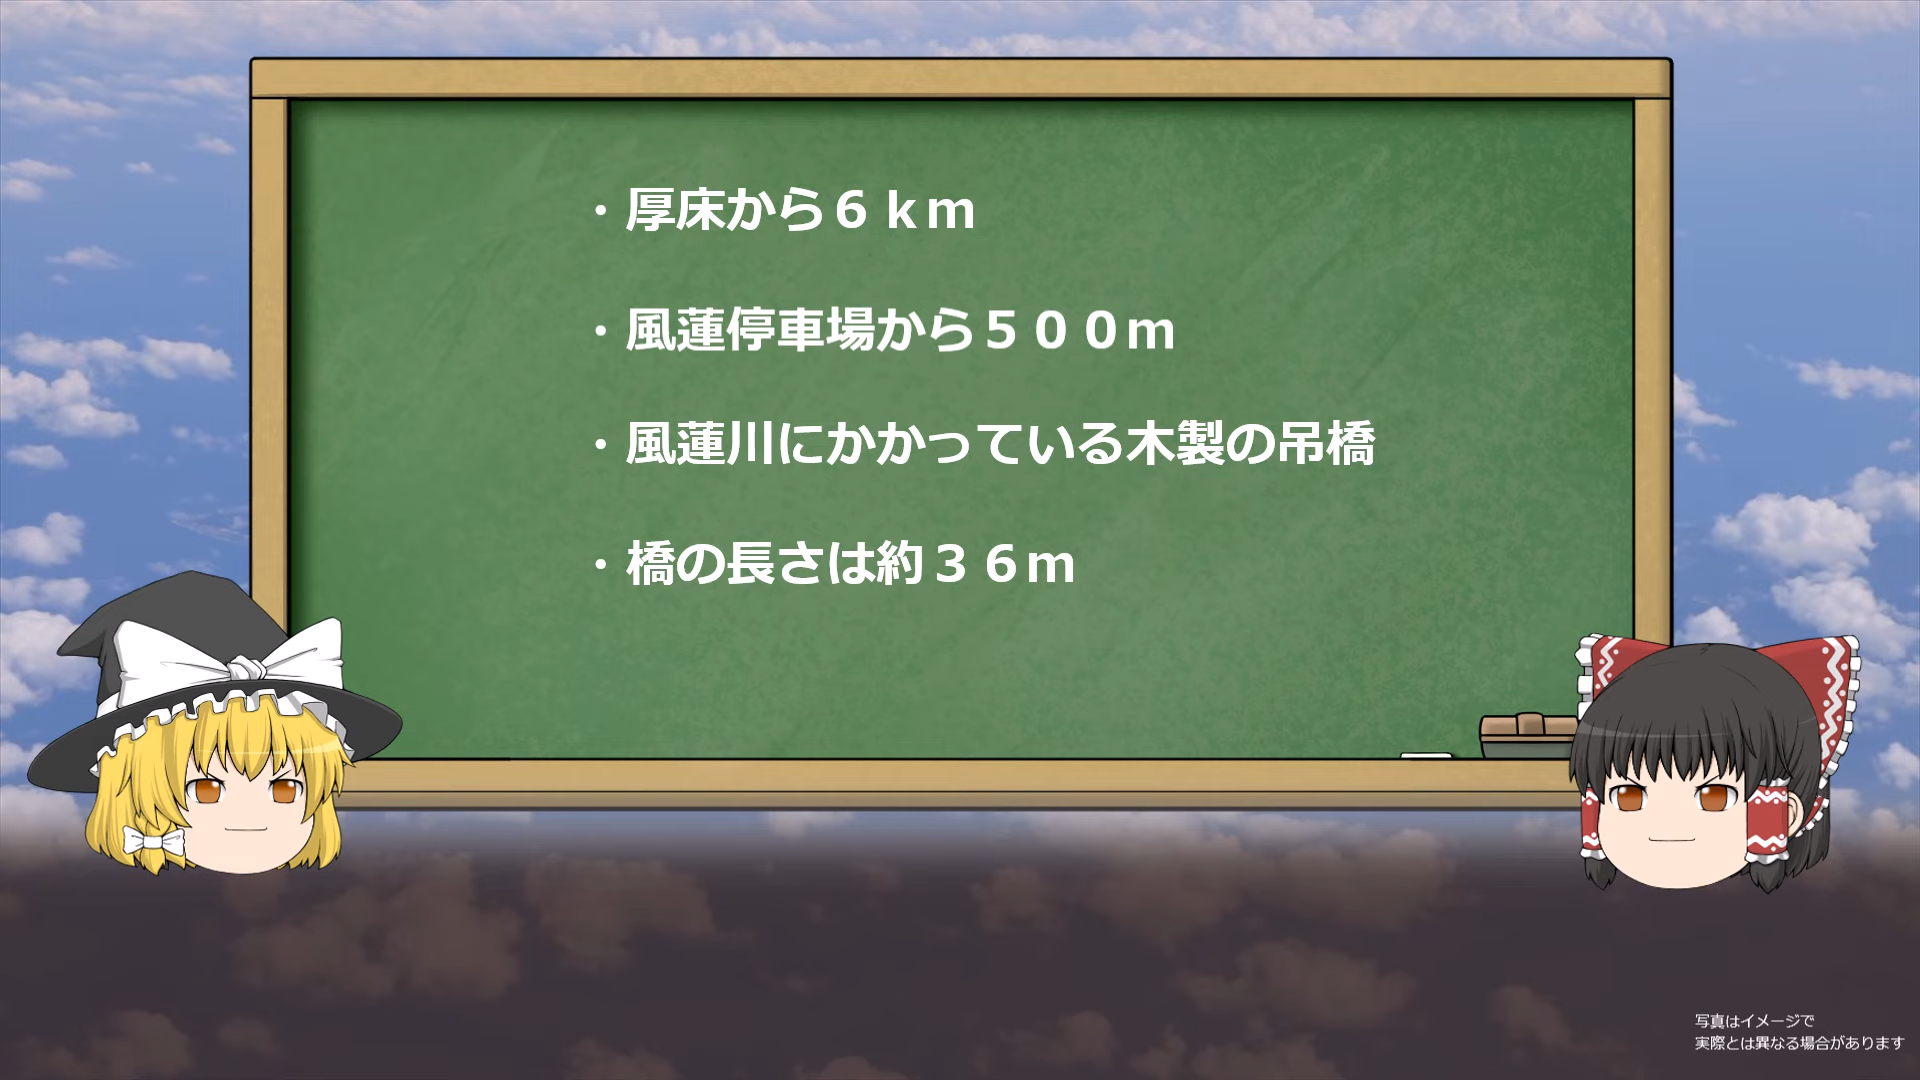 ・厚床から６ｋｍ
・風蓮停車場から５００ｍ
・風蓮川にかかっている木製の吊橋
・橋の長さは約３６ｍ
写真はイメージで
実際とは異なる場合があります